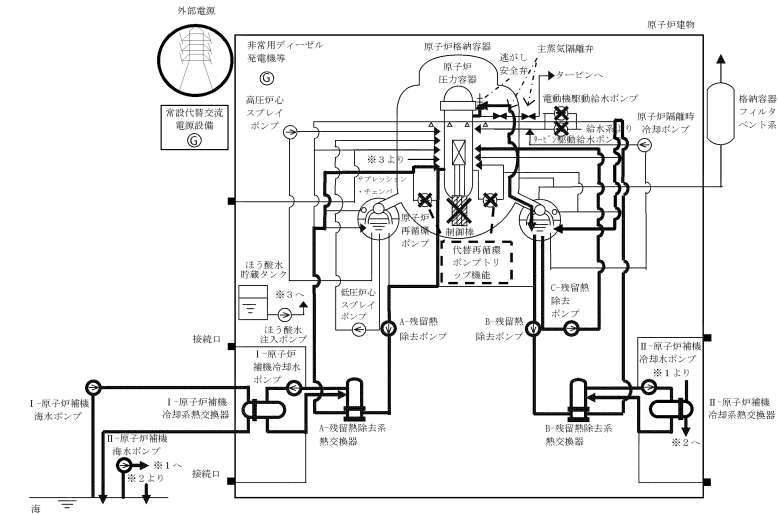 外部電源
原子炉建物
非常用ディーゼル
発電機等
Ⓖ
原子炉格納容器
原子炉
圧力容器
逃がし
安全弁
主蒸気隔離弁
タービンへ
電動機駆動給水ポンプ
給水系より
タービン駆動給水ポンプ
原子炉隔離時
冷却ポンプ
格納容器
フィルタ
ベント系
常設代替交流
電源設備
Ⓖ
高圧炉心
スプレイ
ポンプ
※3より
サプレッション
・チェンバ
原子炉
再循環
ポンプ
制御棒
代替再循環
ポンプトリ
ップ機能
ほう酸水
貯蔵タンク
※3へ
ほう酸水
注入ポンプ
低圧炉心
スプレイ
ポンプ
A-残留熱
除去ポンプ
B-残留熱
除去ポンプ
C-残留熱
除去
ポンプ
接続口
Ⅰ-原子炉
補機冷却水
ポンプ
Ⅱ-原子炉補機
冷却水ポンプ
※1より
Ⅰ-原子炉補機
海水ポンプ
Ⅰ-原子炉補機
冷却系熱交換器
A-残留熱除去系
熱交換器
B-残留熱除去系
熱交換器
Ⅱ-原子炉補機
冷却系熱交換器
※2へ
Ⅱ-原子炉補機
海水ポンプ
※1へ
※2より
接続口
海